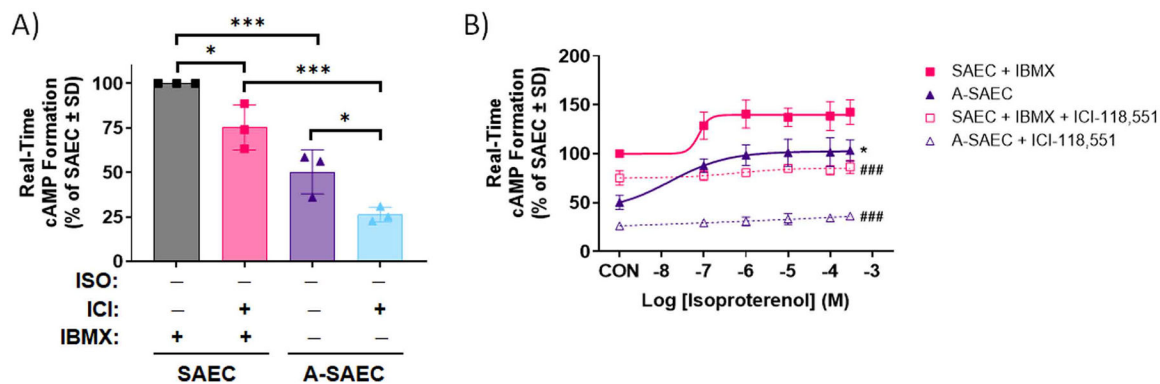 A)
Real-Time
cAMP Formation
(% of SAEC ± SD)
100
75
50
25
0
***
*
***
*
ISO: – – – –
ICI: – + – +
IBMX: + + – –
SAEC A-SAEC
B)
Real-Time
cAMP Formation
(% of SAEC ± SD)
200
150
100
50
0
CON -8 -7 -6 -5 -4 -3
Log [Isoproterenol] (M)
*
###
###
SAEC + IBMX
A-SAEC
SAEC + IBMX + ICI-118,551
A-SAEC + ICI-118,551